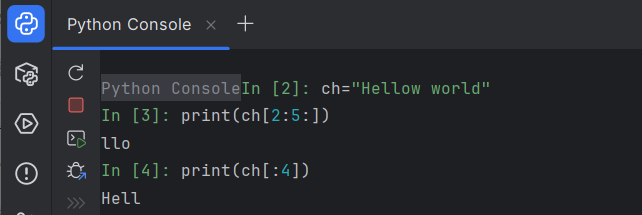 Python Console
Python ConsoleIn [2]: ch="Hellow world"
In [3]: print(ch[2:5:])
llo
In [4]: print(ch[:4])
Hell